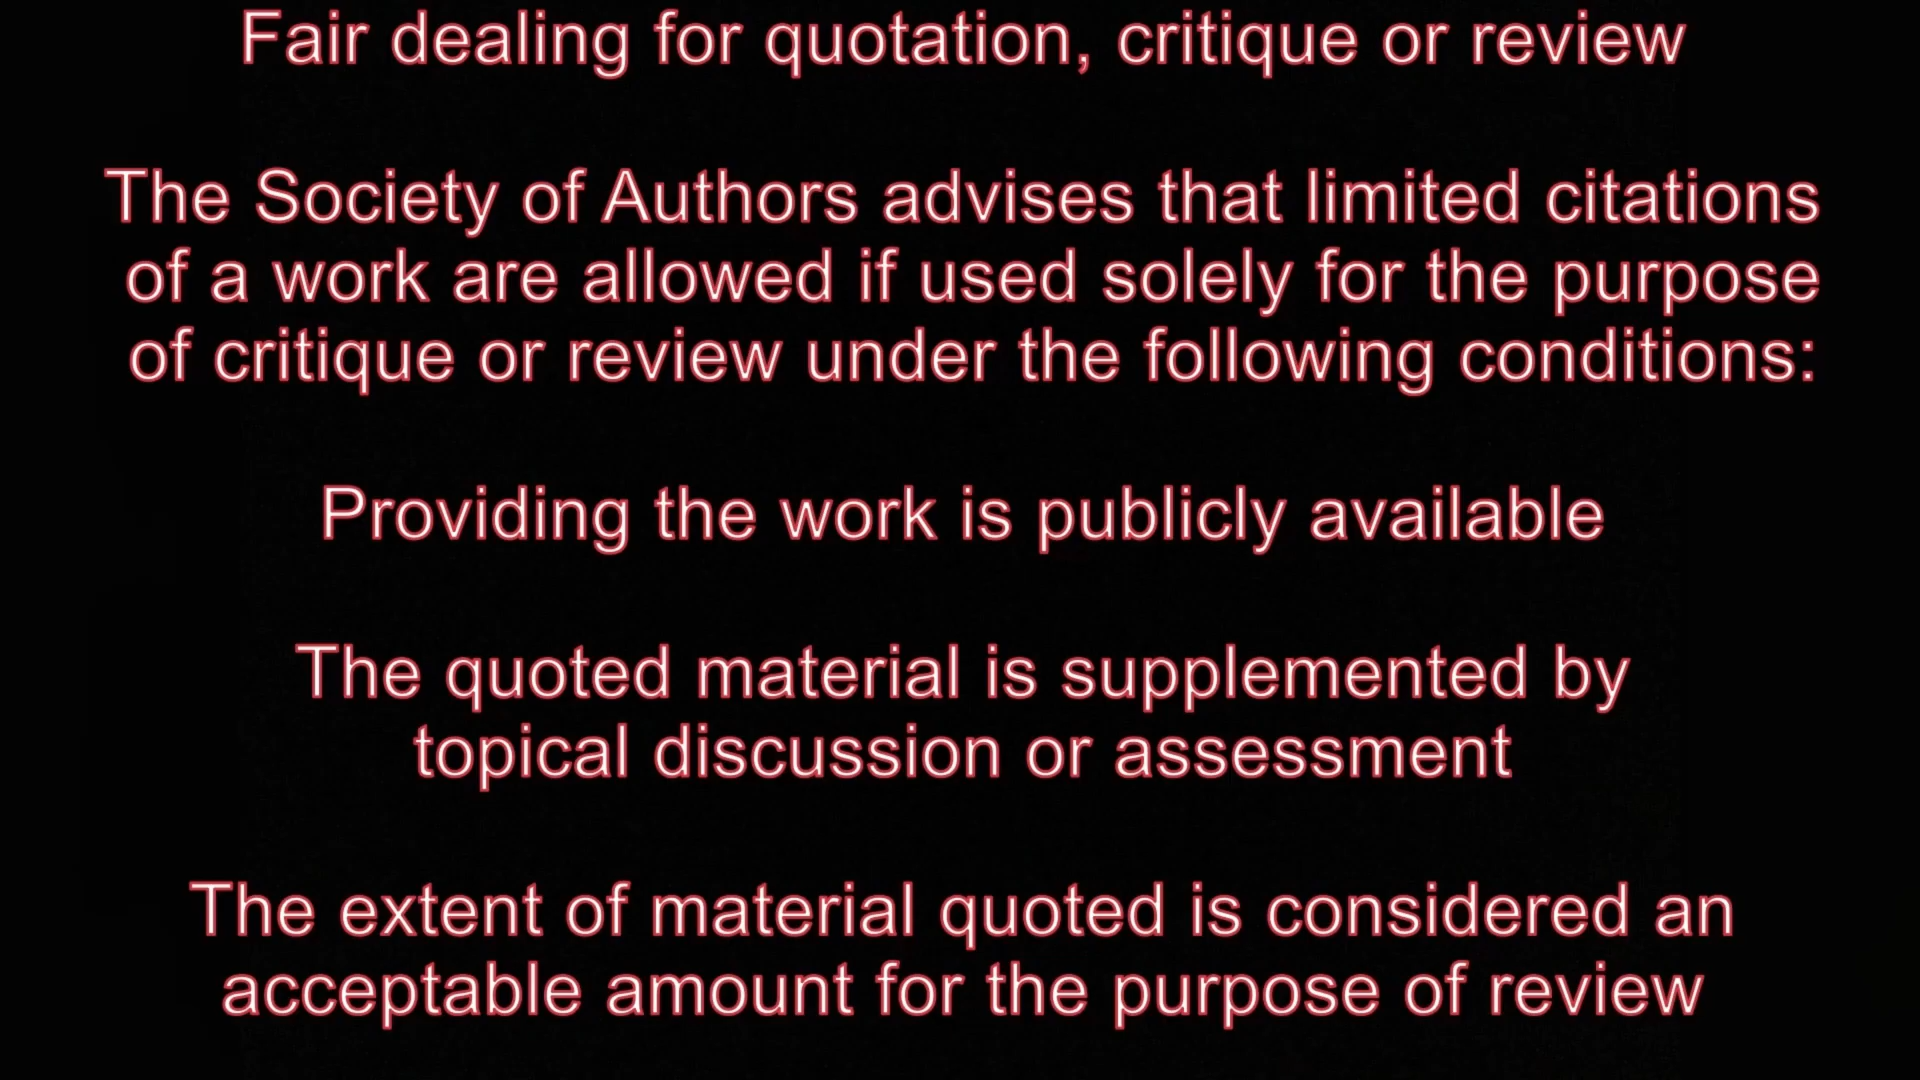 Fair dealing for quotation, critique or review
The Society of Authors advises that limited citations
of a work are allowed if used solely for the purpose
of critique or review under the following conditions:
Providing the work is publicly available
The quoted material is supplemented by
topical discussion or assessment
The extent of material quoted is considered an
acceptable amount for the purpose of review